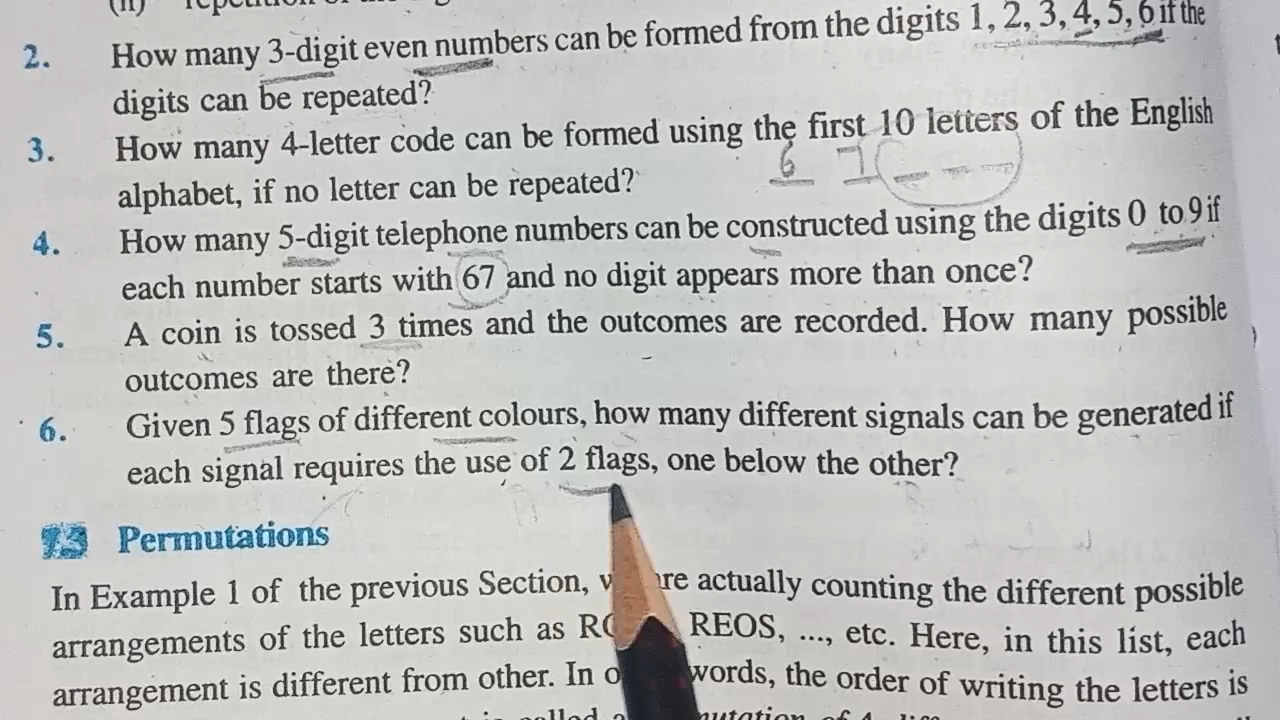 (ii)
2. How many 3-digit even numbers can be formed from the digits 1, 2, 3, 4, 5, 6 if the
digits can be repeated?
3. How many 4-letter code can be formed using the first 10 letters of the English
alphabet, if no letter can be repeated?
6 7
4. How many 5-digit telephone numbers can be constructed using the digits 0 to 9 if
each number starts with 67 and no digit appears more than once?
5. A coin is tossed 3 times and the outcomes are recorded. How many possible
outcomes are there?
6. Given 5 flags of different colours, how many different signals can be generated if
each signal requires the use of 2 flags, one below the other?
7.3 Permutations
In Example 1 of the previous Section, are actually counting the different possible
arrangements of the letters such as REOS, ..., etc. Here, in this list, each
arrangement is different from other. In words, the order of writing the letters is